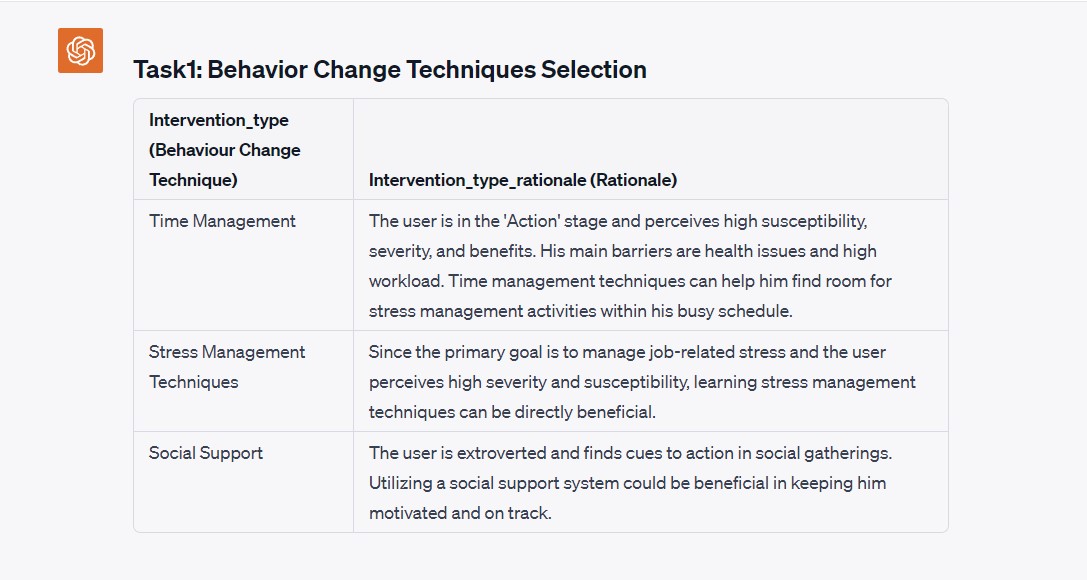 Task1: Behavior Change Techniques Selection
Intervention_type
(Behaviour Change
Technique)
Intervention_type_rationale (Rationale)
Time Management
The user is in the 'Action' stage and perceives high susceptibility,
severity, and benefits. His main barriers are health issues and high
workload. Time management techniques can help him find room for
stress management activities within his busy schedule.
Stress Management
Techniques
Since the primary goal is to manage job-related stress and the user
perceives high severity and susceptibility, learning stress management
techniques can be directly beneficial.
Social Support
The user is extroverted and finds cues to action in social gatherings.
Utilizing a social support system could be beneficial in keeping him
motivated and on track.